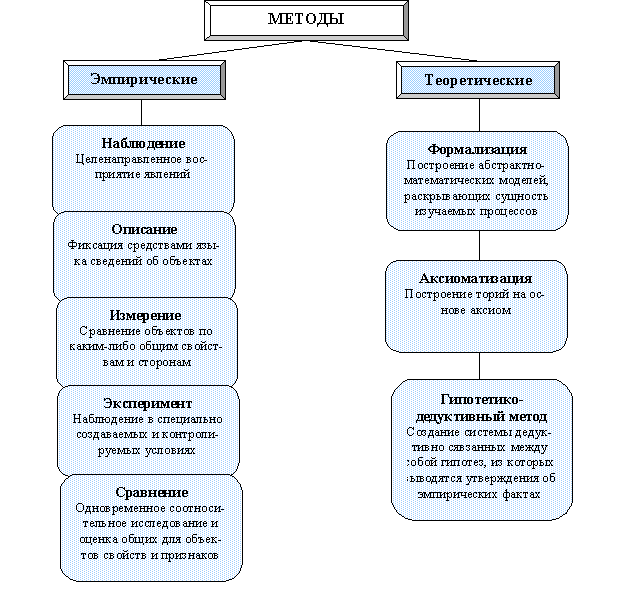 МЕТОДЫ
Эмпирические
Наблюдение
Целенаправленное вос-
приятие явлений
Описание
Фиксация средствами язы-
ка сведений об объектах
Измерение
Сравнение объектов по
каким-либо общим свойст-
вам и сторонам
Эксперимент
Наблюдение в специально
создаваемых и контроли-
руемых условиях
Сравнение
Одновременное соотноси-
тельное исследование и
оценка общих для объек-
тов свойств и признаков
Теоретические
Формализация
Построение абстрактно-
математических моделей,
раскрывающих сущность
изучаемых процессов
Аксиоматизация
Построение торий на ос-
нове аксиом
Гипотетико-
дедуктивный метод
Создание системы дедук-
тивно сявзанных между
собой гипотез, из которых
выводятся утверждения об
эмпирических фактах